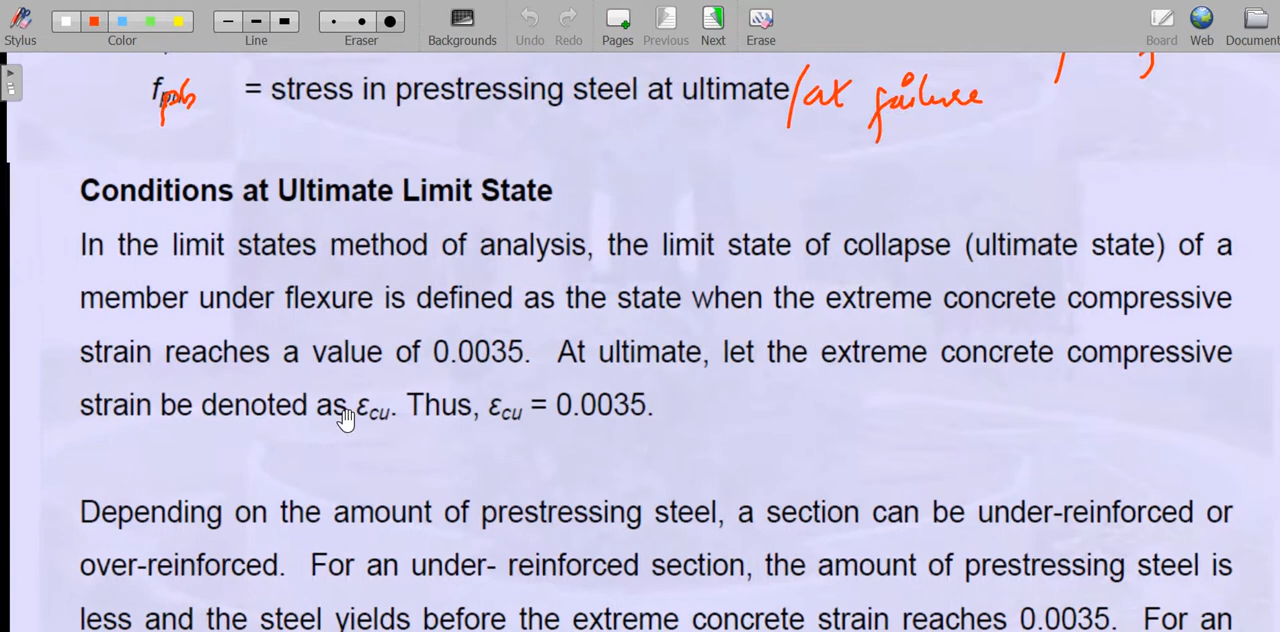 Stylus Color Line Eraser Backgrounds Undo Redo Pages Previous Next Erase Board Web Document
pb = stress in prestressing steel at ultimate/at failure
Conditions at Ultimate Limit State
In the limit states method of analysis, the limit state of collapse (ultimate state) of a
member under flexure is defined as the state when the extreme concrete compressive
strain reaches a value of 0.0035. At ultimate, let the extreme concrete compressive
strain be denoted as εcu. Thus, εcu = 0.0035.
Depending on the amount of prestressing steel, a section can be under-reinforced or
over-reinforced. For an under- reinforced section, the amount of prestressing steel is
less and the steel yields before the extreme concrete strain reaches 0.0035. For an